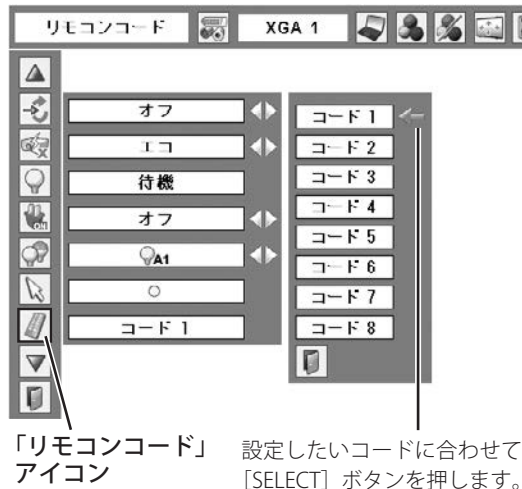 リモコンコード
XGA 1
オフ
エコ
待機
ON
オフ
A1
コード 1
コード 1
コード 2
コード 3
コード 4
コード 5
コード 6
コード 7
コード 8
「リモコンコード」
アイコン
設定したいコードに合わせて
［SELECT］ボタンを押します。